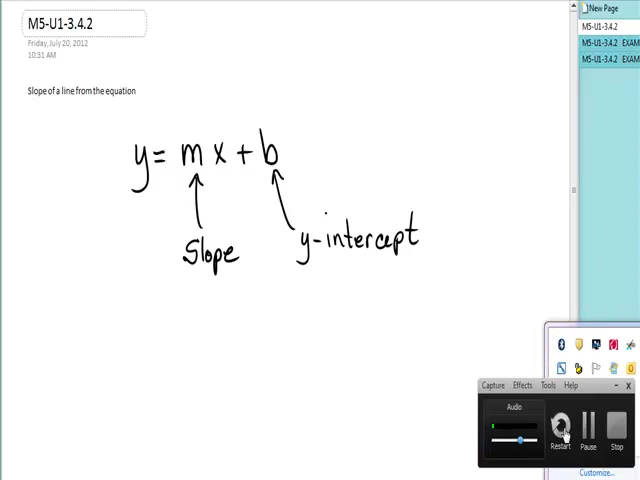 M5-U1-3.4.2
Friday, July 20, 2012
10:31 AM
Slope of a line from the equation
y = mx + b
Slope
y-intercept
New Page
M5-U1-3.4.2
M5-U1-3.4.2 EXAM
M5-U1-3.4.2 EXAM
Capture Effects Tools Help
Audio
Restart Pause Stop
Customize...